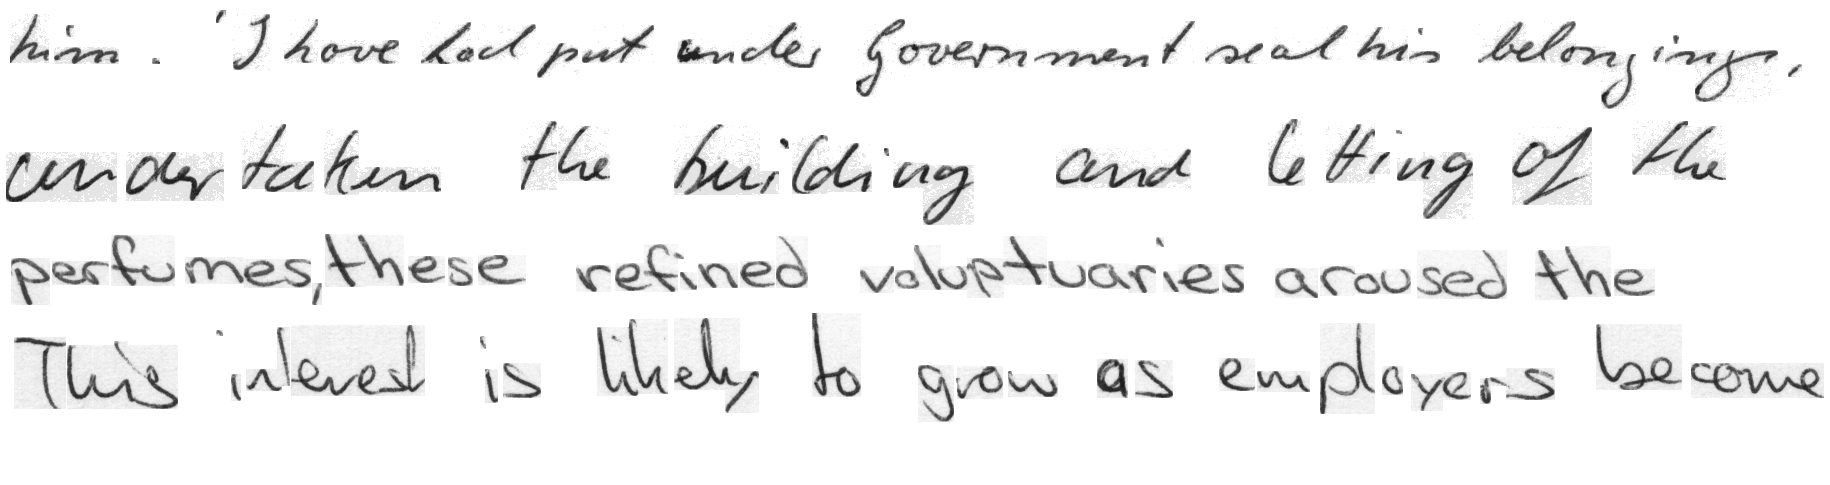 him. 'I have had put under Government seal his belongings,
undertaken the building and letting of the
perfumes, these refined voluptuaries aroused the
This interest is likely to grow as employers become